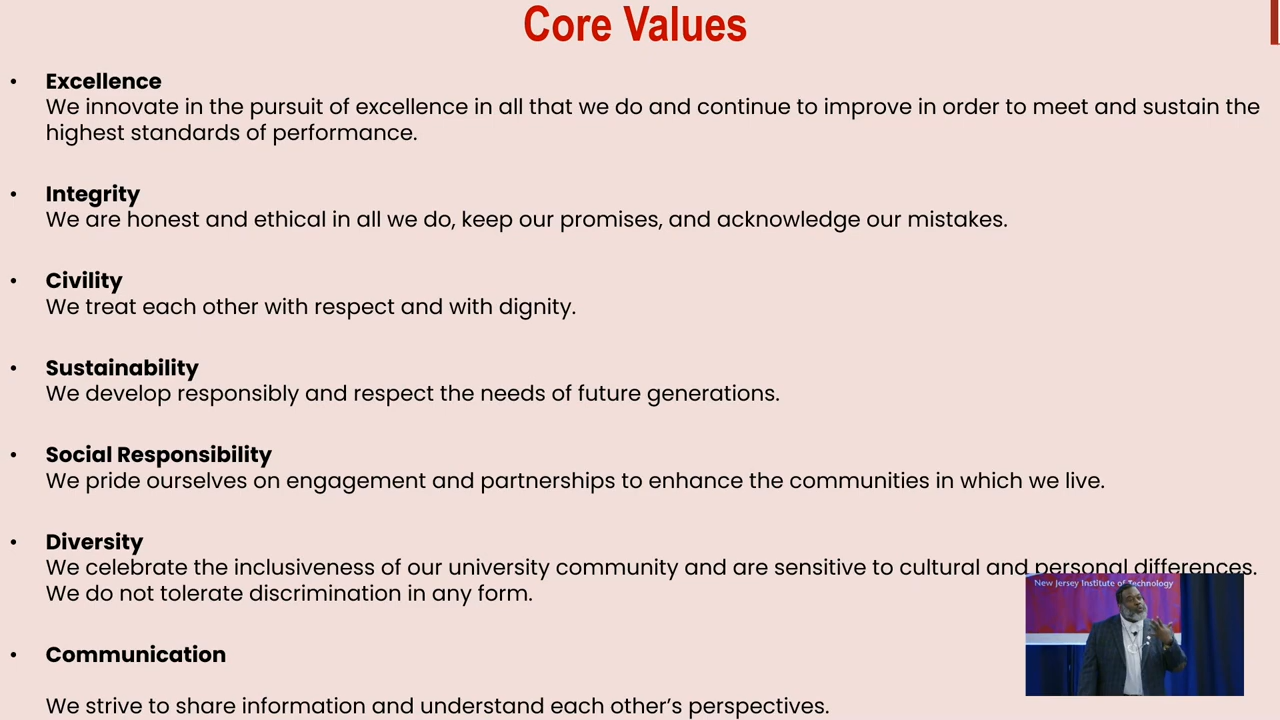 Core Values
• Excellence
We innovate in the pursuit of excellence in all that we do and continue to improve in order to meet and sustain the
highest standards of performance.
• Integrity
We are honest and ethical in all we do, keep our promises, and acknowledge our mistakes.
• Civility
We treat each other with respect and with dignity.
• Sustainability
We develop responsibly and respect the needs of future generations.
• Social Responsibility
We pride ourselves on engagement and partnerships to enhance the communities in which we live.
• Diversity
We celebrate the inclusiveness of our university community and are sensitive to cultural and personal differences.
We do not tolerate discrimination in any form.
New Jersey Institute of Technology
• Communication
We strive to share information and understand each other’s perspectives.